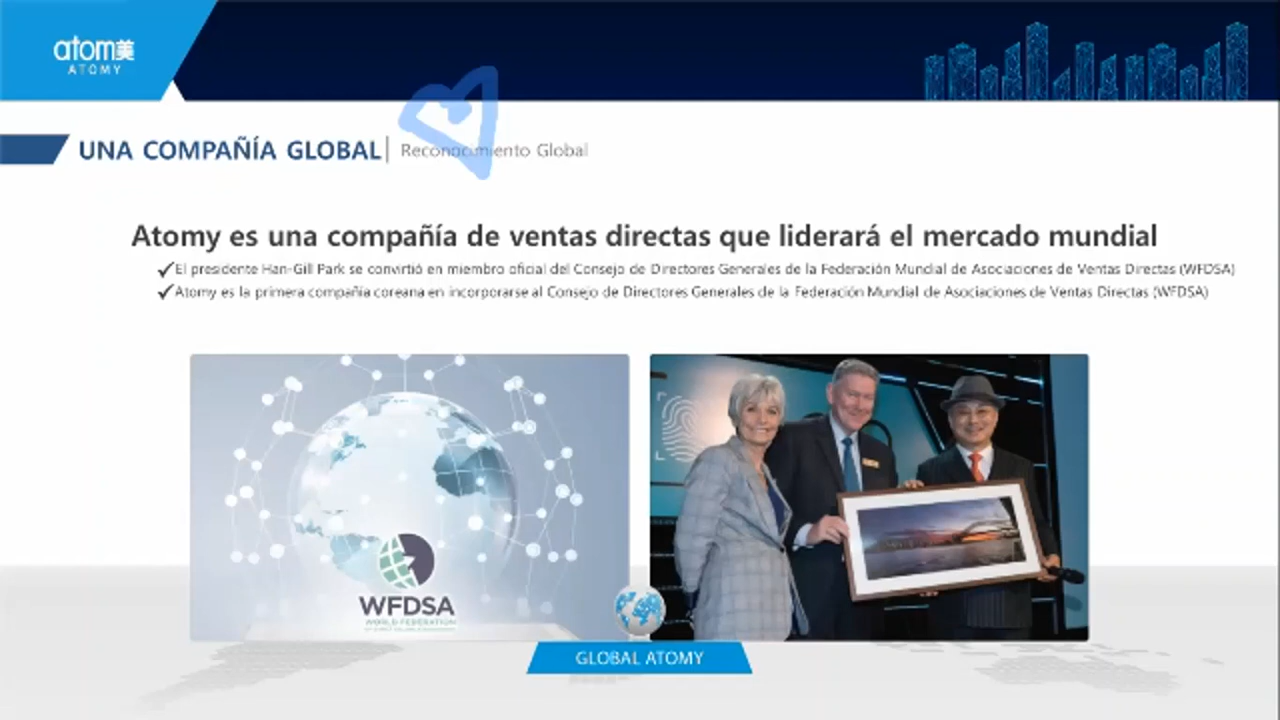 atom美
ATOMY
UNA COMPAÑÍA GLOBAL Reconocimiento Global
Atomy es una compañía de ventas directas que liderará el mercado mundial
El presidente Han-Gill Park se convirtió en miembro oficial del Consejo de Directores Generales de la Federación Mundial de Asociaciones de Ventas Directas (WFDSA)
Atomy es la primera compañía coreana en incorporarse al Consejo de Directores Generales de la Federación Mundial de Asociaciones de Ventas Directas (WFDSA)
WFDSA
WORLD FEDERATION
GLOBAL ATOMY